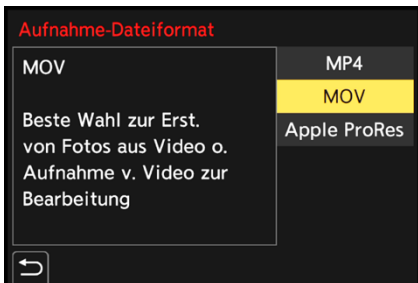 Aufnahme-Dateiformat
MOV
Beste Wahl zur Erst.
von Fotos aus Video o.
Aufnahme v. Video zur
Bearbeitung
MP4
MOV
Apple ProRes